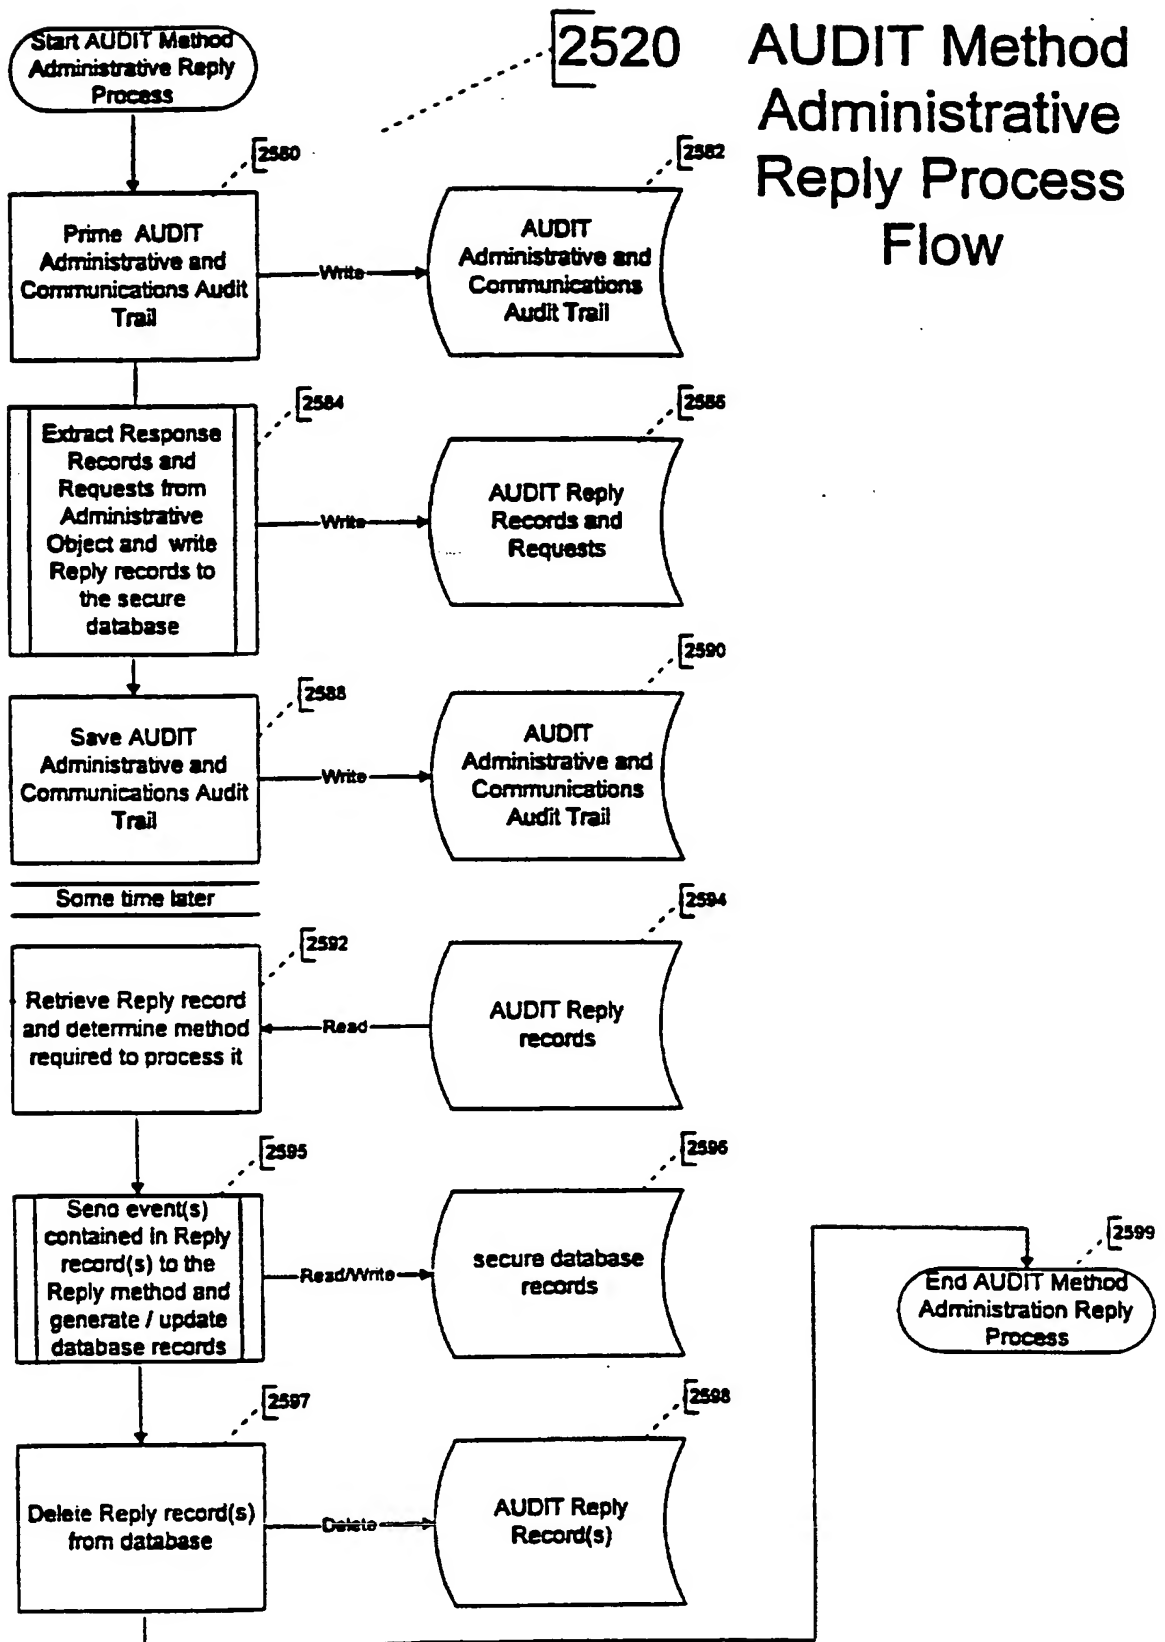 2520
AUDIT Method
Administrative
Reply Process
Flow
Start AUDIT Method
Administrative Reply
Process
2580
2582
Prime AUDIT
Administrative and
Communications Audit
Trail
Write
AUDIT
Administrative and
Communications
Audit Trail
2584
2586
Extract Response
Records and
Requests from
Administrative
Object and write
Reply records to
the secure
database
Write
AUDIT Reply
Records and
Requests
2588
2590
Save AUDIT
Administrative and
Communications Audit
Trail
Write
AUDIT
Administrative and
Communications
Audit Trail
Some time later
2592
2594
Retrieve Reply record
and determine method
required to process it
Read
AUDIT Reply
records
2595
2596
Send event(s)
contained in Reply
record(s) to the
Reply method and
generate / update
database records
Read/Write
secure database
records
2599
End AUDIT Method
Administration Reply
Process
2597
2598
Delete Reply record(s)
from database
Delete
AUDIT Reply
Record(s)